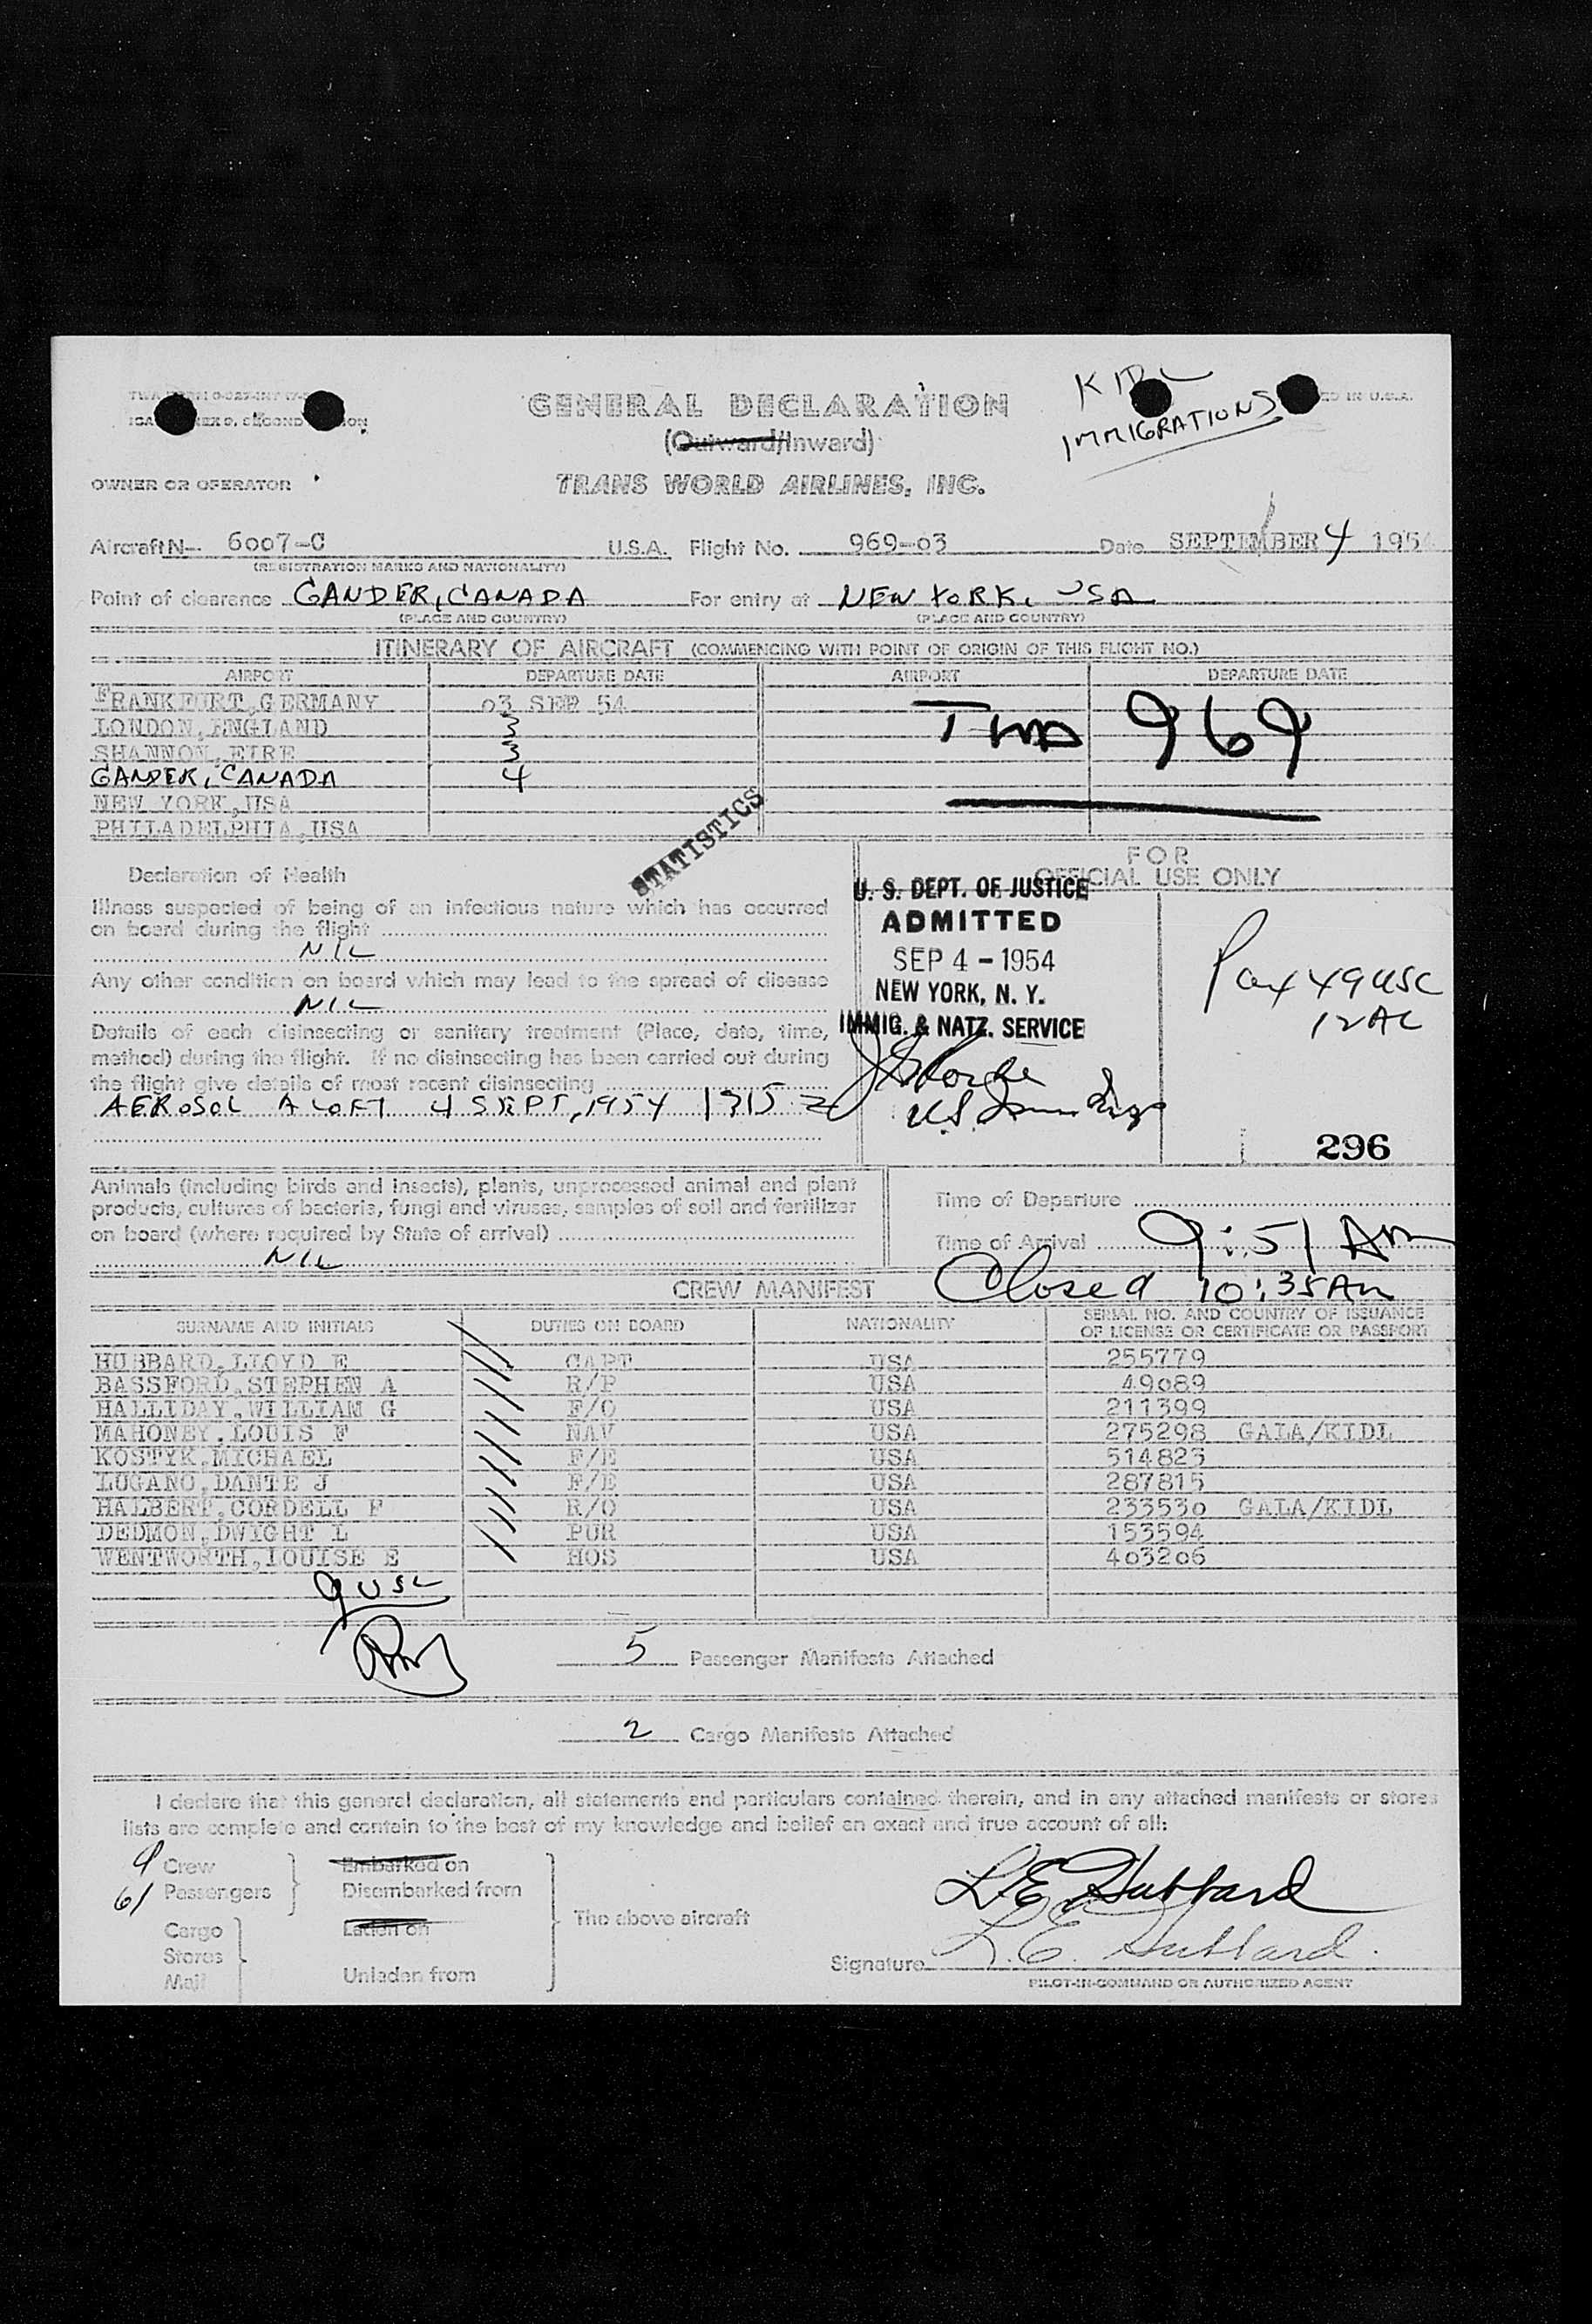 KIDL
IMMIGRATIONS
GENERAL DECLARATION
(Outward/Inward)
OWNER OR OPERATOR
TRANS WORLD AIRLINES, INC.
Aircraft N- 6007-C U.S.A. Flight No. 969-03 Date SEPTEMBER 4 1954
(REGISTRATION MARKS AND NATIONALITY)
Point of clearance GANDER, CANADA For entry at NEW YORK, USA
(PLACE AND COUNTRY) (PLACE AND COUNTRY)
ITINERARY OF AIRCRAFT (COMMENCING WITH POINT OF ORIGIN OF THIS FLIGHT NO.)
AIRPORT DEPARTURE DATE AIRPORT DEPARTURE DATE
FRANKFURT, GERMANY 03 SEP 54
LONDON, ENGLAND 3
SHANNON, EIRE 3
GANDER, CANADA 4
NEW YORK, USA
PHILADELPHIA, USA
TWA 969
STATISTICS
Declaration of Health
Illness suspected of being of an infectious nature which has occurred
on board during the flight
NIL
Any other condition on board which may lead to the spread of disease
NIL
Details of each disinsecting or sanitary treatment (Place, date, time,
method) during the flight. If no disinsecting has been carried out during
the flight give details of most recent disinsecting
AEROSOL ALOFT 4 SEPT, 1954 1315 Z
FOR
OFFICIAL USE ONLY
U. S. DEPT. OF JUSTICE
ADMITTED
SEP 4 - 1954
NEW YORK, N. Y.
IMMIG. & NATZ. SERVICE
Pax 49 USC
12 AC
296
Animals (including birds and insects), plants, unprocessed animal and plant
products, cultures of bacteria, fungi and viruses, samples of soil and fertilizer
on board (where required by State of arrival)
NIL
Time of Departure
Time of Arrival 9:51 AM
Closed 10:35 AM
CREW MANIFEST
SURNAME AND INITIALS DUTIES ON BOARD NATIONALITY SERIAL NO. AND COUNTRY OF ISSUANCE
OF LICENSE OR CERTIFICATE OR PASSPORT
HUBBARD, LLOYD E CAPT USA 255779
BASSFORD, STEPHEN A R/P USA 49089
HALLIDAY, WILLIAM G F/O USA 211399
MAHONEY, LOUIS F NAV USA 275298 GALA/KIDL
KOSTYK, MICHAEL F/E USA 514823
LUGANO, DANTE J F/E USA 287815
HALBERT, CORDELL F R/O USA 233530 GALA/KIDL
DEDMON, DWIGHT L PUR USA 153594
WENTWORTH, LOUISE E HOS USA 403206
9 USC
5 Passenger Manifests Attached
2 Cargo Manifests Attached
I declare that this general declaration, all statements and particulars contained therein, and in any attached manifests or stores
lists are complete and contain to the best of my knowledge and belief an exact and true account of all:
9 Crew
61 Passengers
Embarked on
Disembarked from
Cargo
Stores
Mail
Laden on
Unladen from
The above aircraft
L E Hubbard
Signature L. E. Hubbard.
PILOT-IN-COMMAND OR AUTHORIZED AGENT